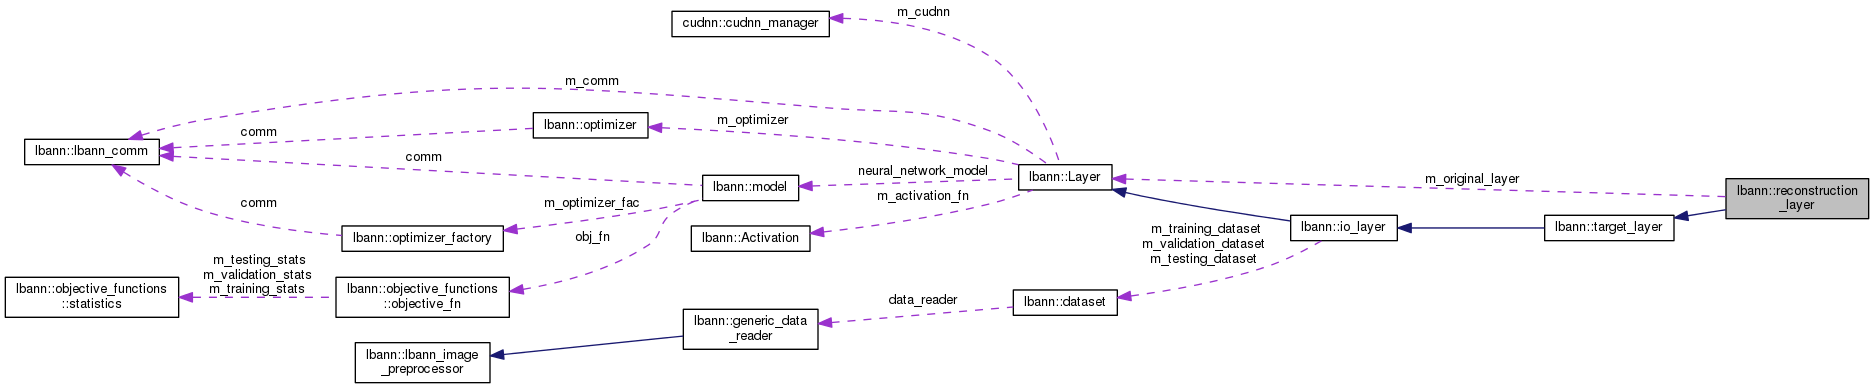 m_cudnn
cudnn::cudnn_manager
m_comm
lbann::optimizer
m_optimizer
comm
lbann::lbann_comm
comm
neural_network_model
lbann::Layer
m_original_layer
lbann::model
lbann::reconstruction
_layer
m_activation_fn
comm
m_optimizer_fac
lbann::optimizer_factory
obj_fn
lbann::Activation
m_training_dataset
m_validation_dataset
m_testing_dataset
lbann::io_layer
lbann::target_layer
m_testing_stats
m_validation_stats
m_training_stats
lbann::objective_functions
::statistics
lbann::objective_functions
::objective_fn
data_reader
lbann::dataset
lbann::generic_data
_reader
lbann::lbann_image
_preprocessor